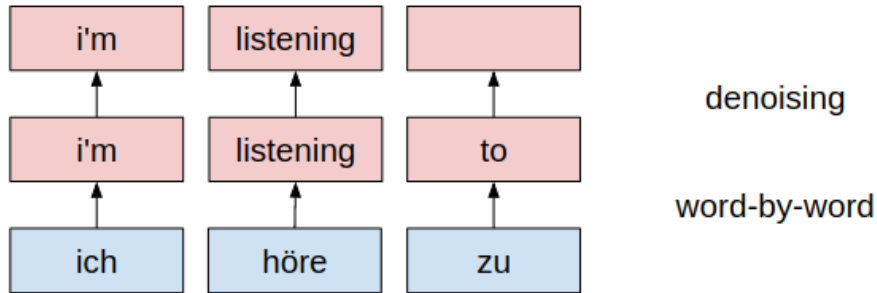 i'm listening
denoising
i'm listening to
word-by-word
ich höre zu